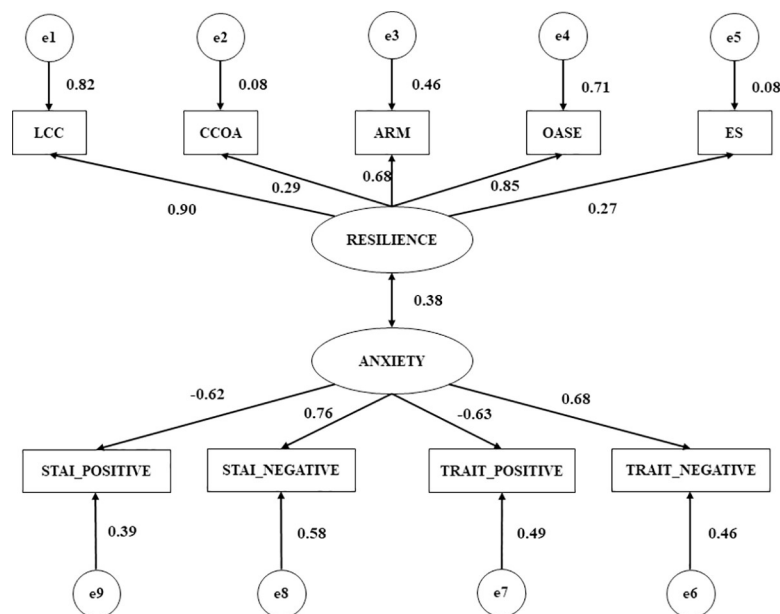 e1 e2 e3 e4 e5
0.82 0.08 0.46 0.71 0.08
LCC CCOA ARM OASE ES
0.90 0.29 0.68 0.85 0.27
RESILIENCE
0.38
ANXIETY
-0.62 0.76 -0.63 0.68
STAI_POSITIVE STAI_NEGATIVE TRAIT_POSITIVE TRAIT_NEGATIVE
0.39 0.58 0.49 0.46
e9 e8 e7 e6